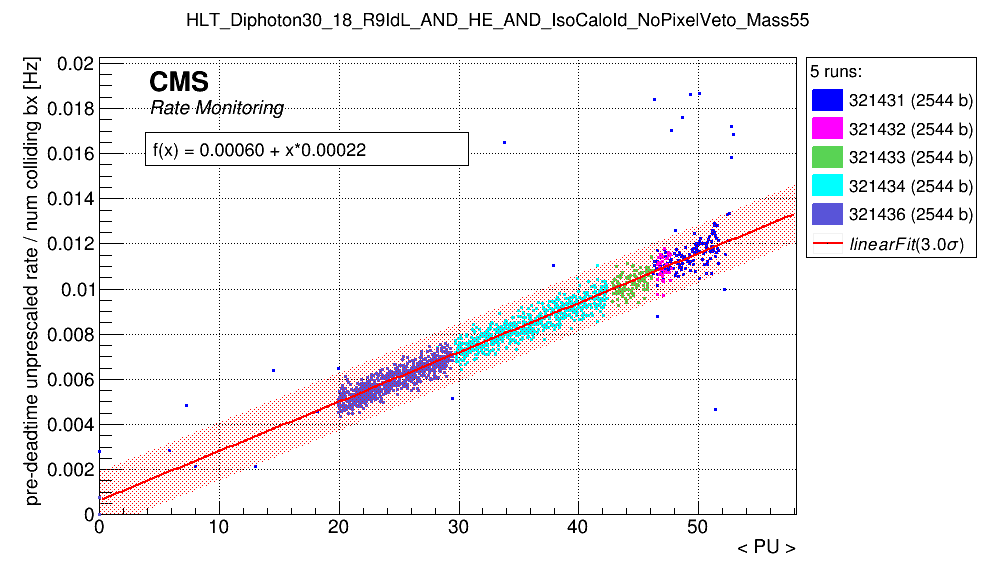 HLT_Diphoton30_18_R9IdL_AND_HE_AND_IsoCaloId_NoPixelVeto_Mass55
pre-deadtime unprescaled rate / num colliding bx [Hz]
0.02
0.018
0.016
0.014
0.012
0.01
0.008
0.006
0.004
0.002
0
CMS
Rate Monitoring
f(x) = 0.00060 + x*0.00022
0 10 20 30 40 50
< PU >
5 runs:
321431 (2544 b)
321432 (2544 b)
321433 (2544 b)
321434 (2544 b)
321436 (2544 b)
linearFit(3.0σ)